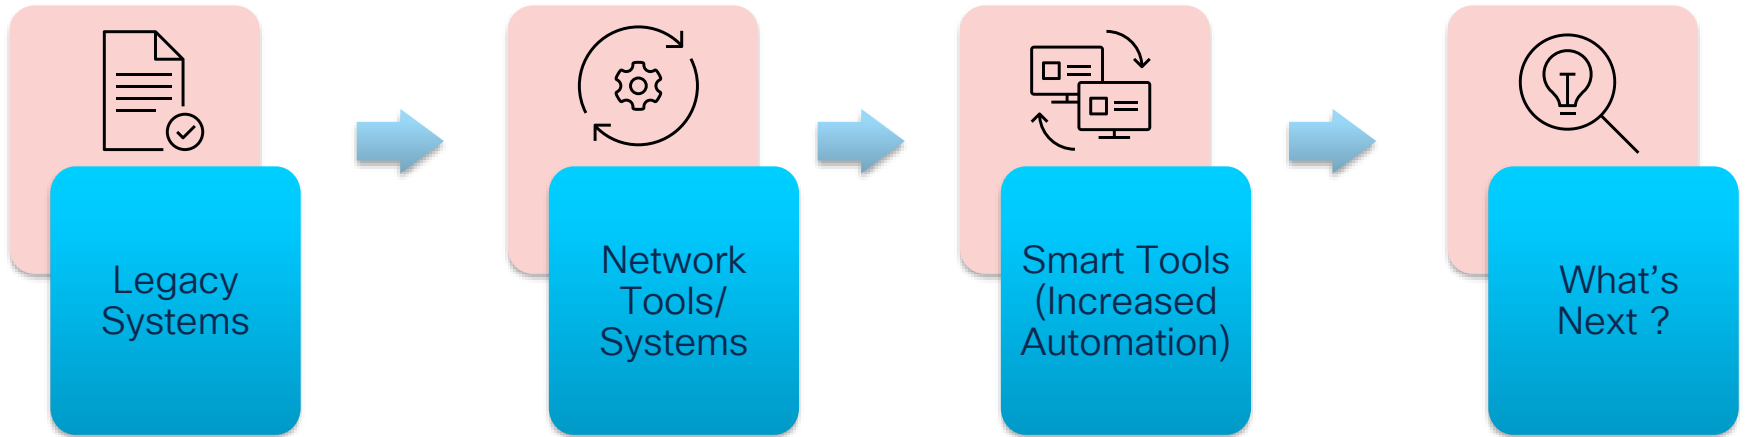 Legacy
Systems
Network
Tools/
Systems
Smart Tools
(Increased
Automation)
What’s
Next ?